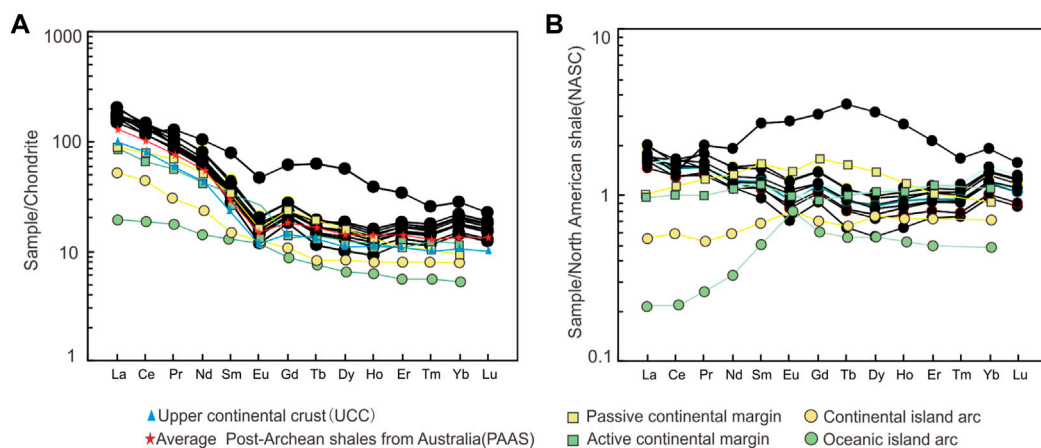 A
B
Sample/Chondrite
1000
100
10
1
La Ce Pr Nd Sm Eu Gd Tb Dy Ho Er Tm Yb Lu
Sample/North American shale(NASC)
10
1
0.1
La Ce Pr Nd Sm Eu Gd Tb Dy Ho Er Tm Yb Lu
Upper continental crust(UCC)
Average Post-Archean shales from Australia(PAAS)
Passive continental margin
Continental island arc
Active continental margin
Oceanic island arc